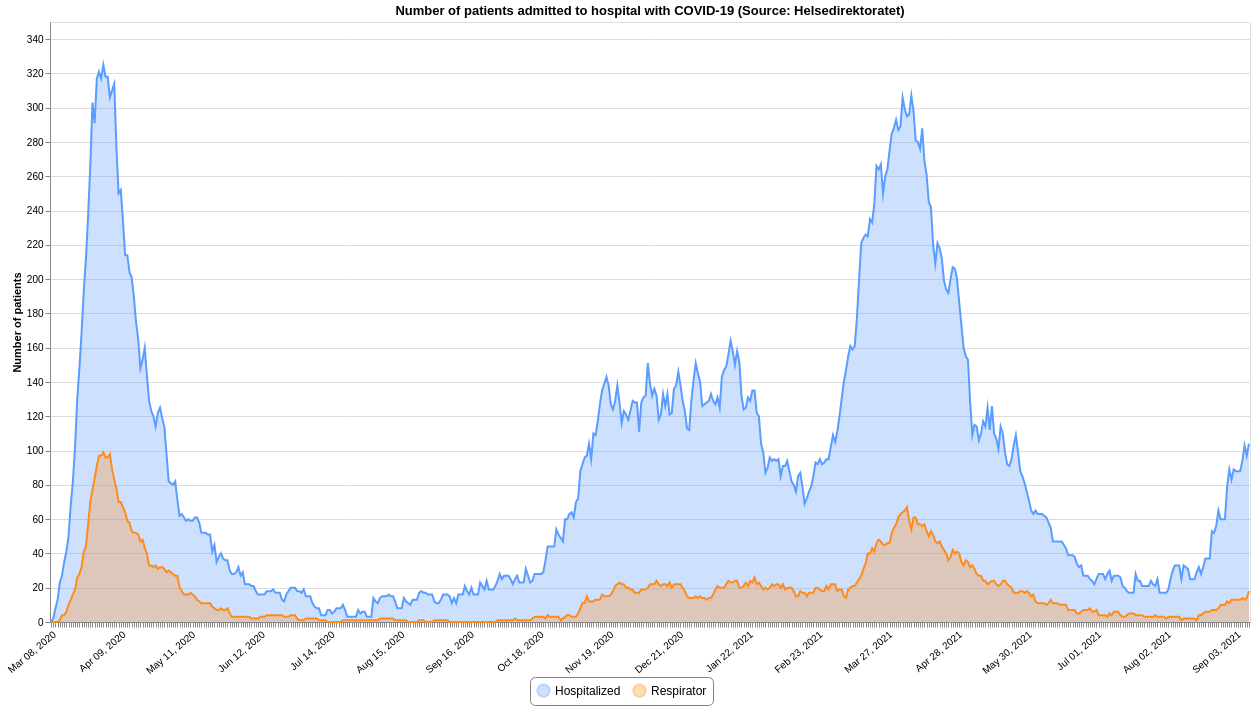 Number of patients admitted to hospital with COVID-19 (Source: Helsedirektoratet)
Number of patients
340
320
300
280
260
240
220
200
180
160
140
120
100
80
60
40
20
0
Mar 08, 2020
Apr 09, 2020
May 11, 2020
Jun 12, 2020
Jul 14, 2020
Aug 15, 2020
Sep 16, 2020
Oct 18, 2020
Nov 19, 2020
Dec 21, 2020
Jan 22, 2021
Feb 23, 2021
Mar 27, 2021
Apr 28, 2021
May 30, 2021
Jul 01, 2021
Aug 02, 2021
Sep 03, 2021
Hospitalized Respirator